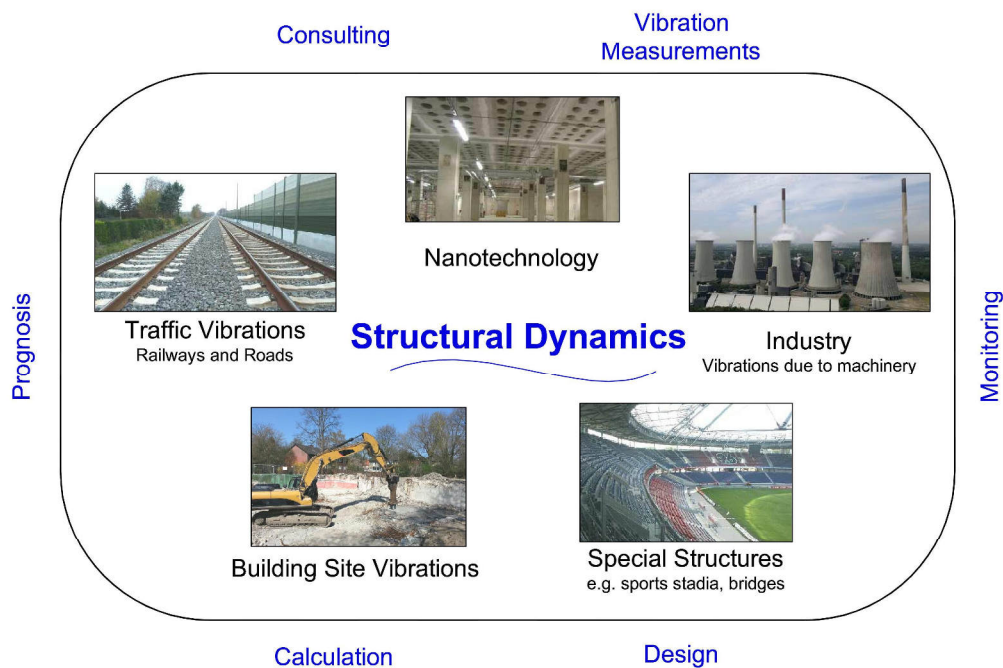 Consulting
Vibration
Measurements
Nanotechnology
Traffic Vibrations
Railways and Roads
Structural Dynamics
Industry
Vibrations due to machinery
Prognosis
Monitoring
Building Site Vibrations
Special Structures
e.g. sports stadia, bridges
Calculation
Design